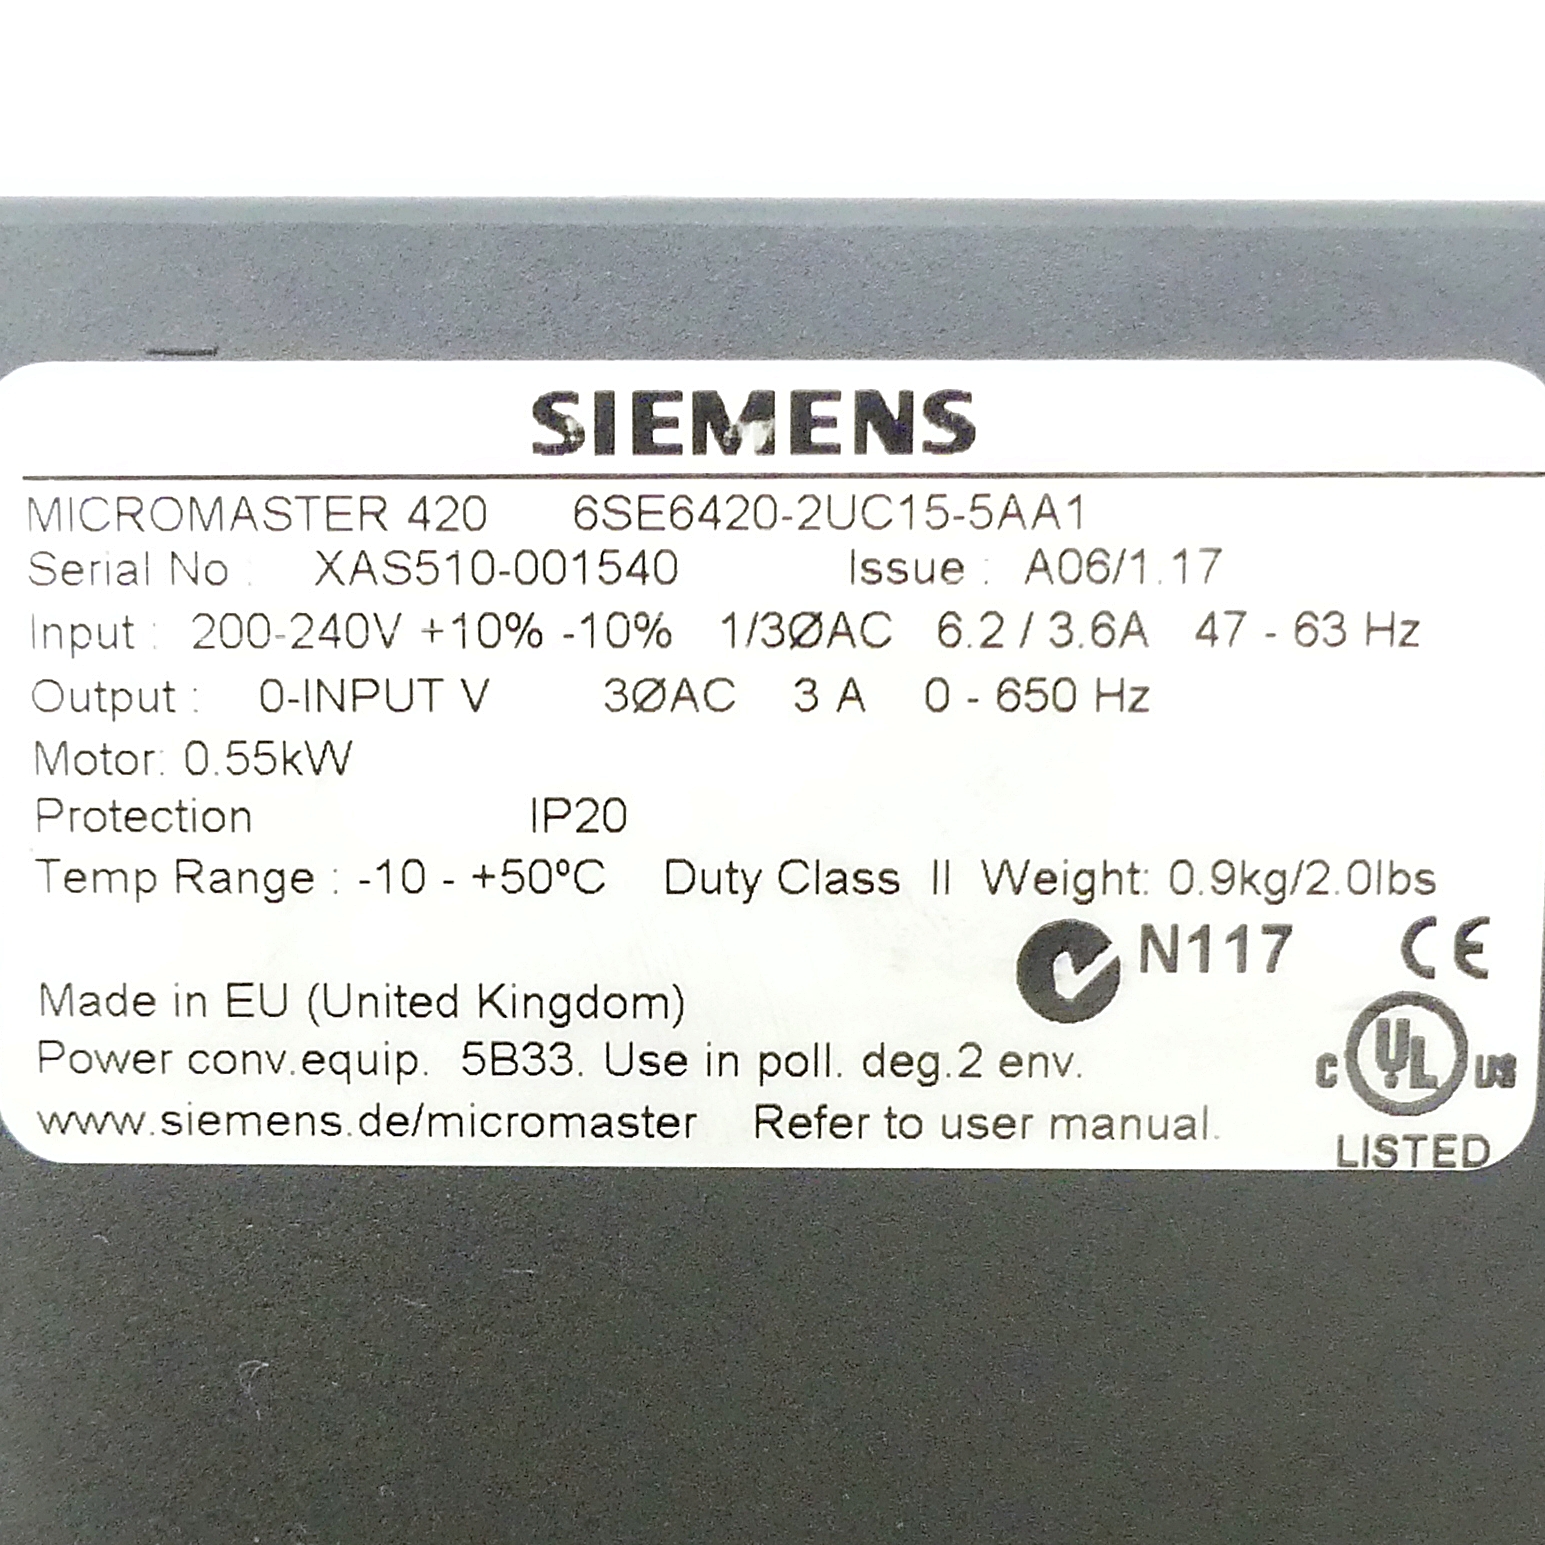 SIEMENS
MICROMASTER 420 6SE6420-2UC15-5AA1
Serial No : XAS510-001540 Issue : A06/1.17
Input : 200-240V +10% -10% 1/3ØAC 6.2 / 3.6A 47 - 63 Hz
Output : 0-INPUT V 3ØAC 3 A 0 - 650 Hz
Motor: 0.55kW
Protection IP20
Temp Range : -10 - +50ºC Duty Class II Weight: 0.9kg/2.0lbs
N117 CE
Made in EU (United Kingdom)
Power conv.equip. 5B33. Use in poll. deg.2 env.
C UL US
www.siemens.de/micromaster Refer to user manual.
LISTED